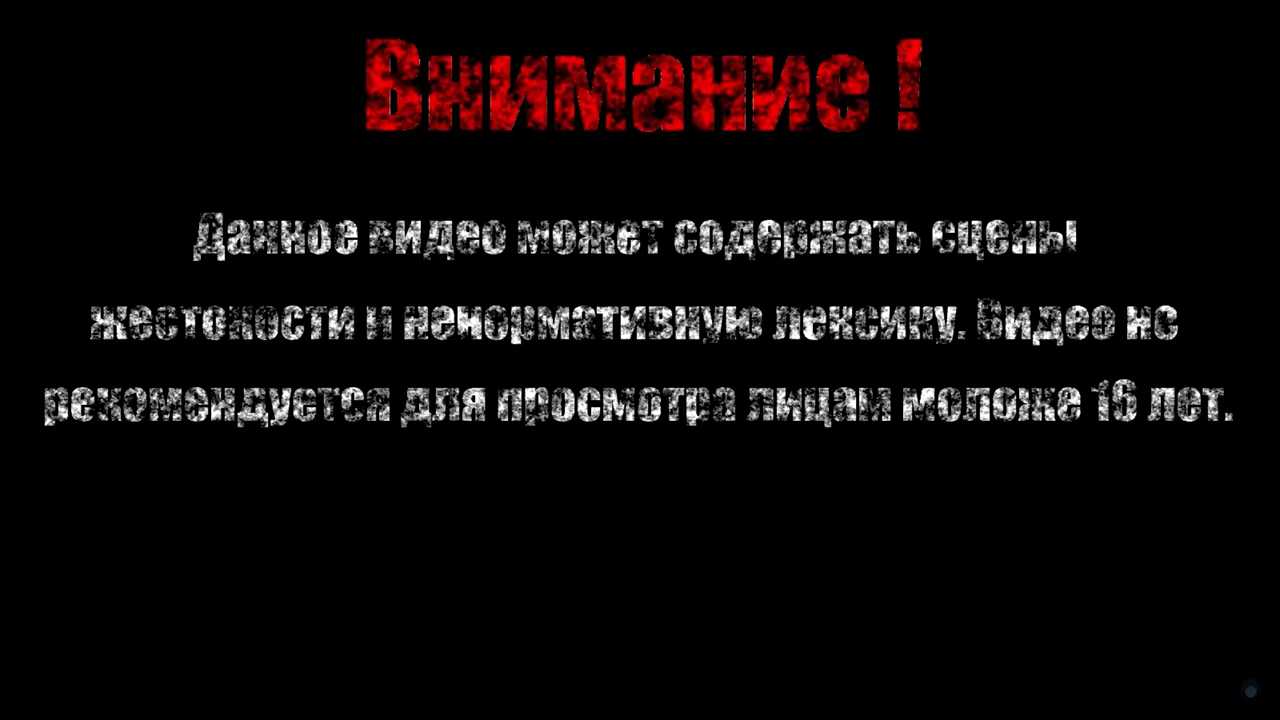 Внимание !
Данное видео может содержать сцены
жестокости и ненормативную лексику. Видео не
рекомендуется для просмотра лицам моложе 16 лет.